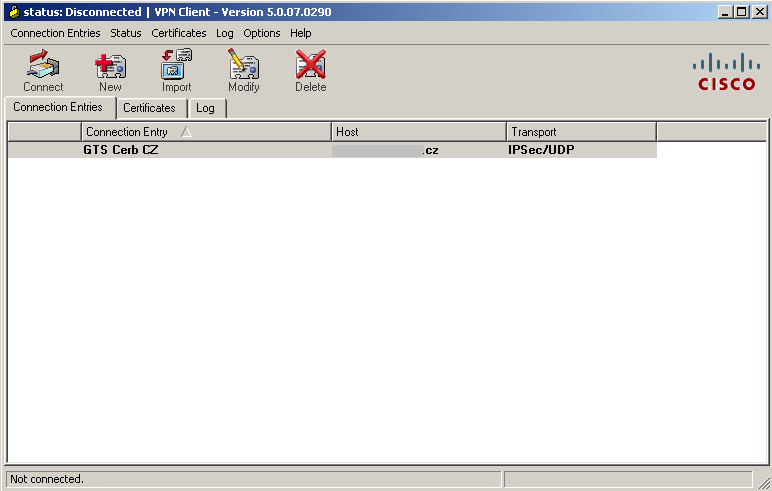 status: Disconnected | VPN Client - Version 5.0.07.0290
Connection Entries Status Certificates Log Options Help
Connect New Import Modify Delete
CISCO
Connection Entries Certificates Log
Connection Entry Host Transport
GTS Cerb CZ .cz IPSec/UDP
Not connected.